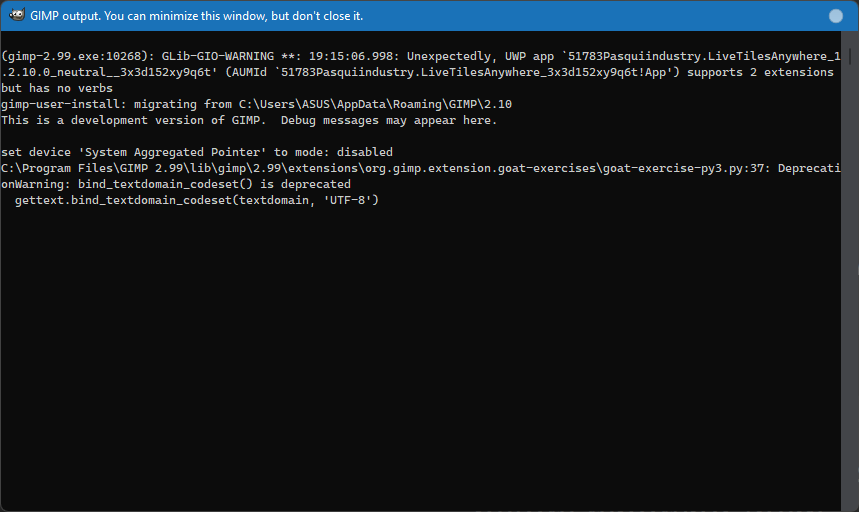 GIMP output. You can minimize this window, but don't close it.
(gimp-2.99.exe:10268): GLib-GIO-WARNING **: 19:15:06.998: Unexpectedly, UWP app `51783Pasquiindustry.LiveTilesAnywhere_1
.2.10.0_neutral__3x3d152xy9q6t' (AUMId `51783Pasquiindustry.LiveTilesAnywhere_3x3d152xy9q6t!App') supports 2 extensions
but has no verbs
gimp-user-install: migrating from C:\Users\ASUS\AppData\Roaming\GIMP\2.10
This is a development version of GIMP.  Debug messages may appear here.
set device 'System Aggregated Pointer' to mode: disabled
C:\Program Files\GIMP 2.99\lib\gimp\2.99\extensions\org.gimp.extension.goat-exercises\goat-exercise-py3.py:37: Deprecati
onWarning: bind_textdomain_codeset() is deprecated
  gettext.bind_textdomain_codeset(textdomain, 'UTF-8')